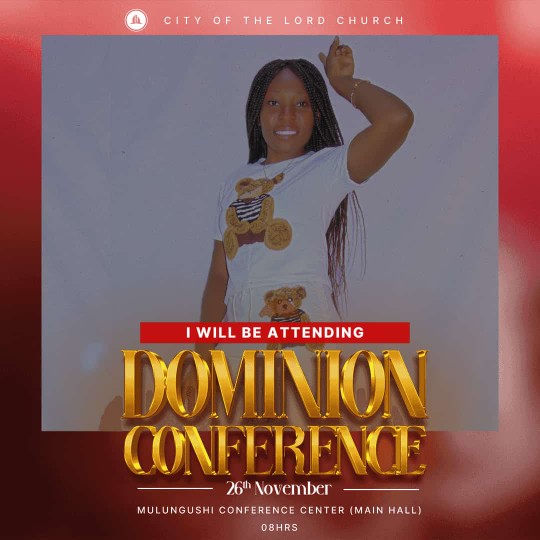 CITY OF THE LORD CHURCH
I WILL BE ATTENDING
DOMINION
CONFERENCE
26th November
MULUNGUSHI CONFERENCE CENTER (MAIN HALL)
08HRS